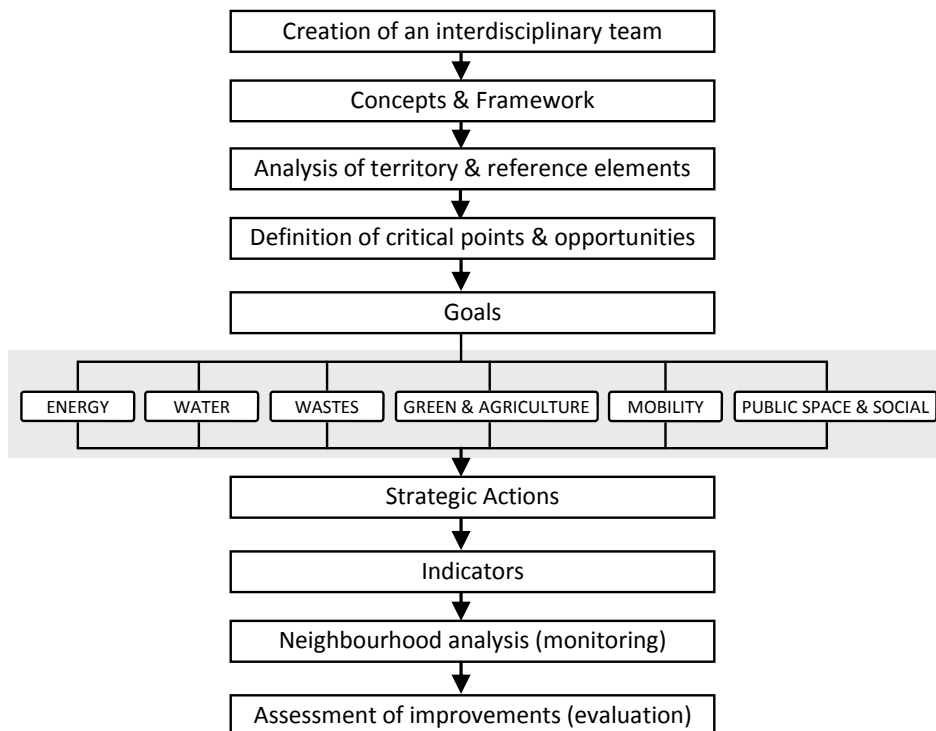 Creation of an interdisciplinary team
Concepts & Framework
Analysis of territory & reference elements
Definition of critical points & opportunities
Goals
ENERGY
WATER
WASTES
GREEN & AGRICULTURE
MOBILITY
PUBLIC SPACE & SOCIAL
Strategic Actions
Indicators
Neighbourhood analysis (monitoring)
Assessment of improvements (evaluation)